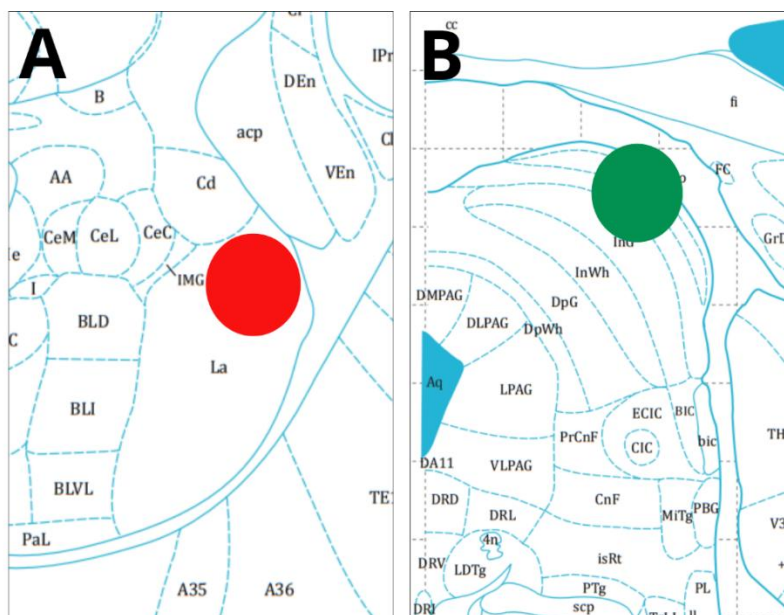 A
B
AA
CeM
CeL
CeC
IMG
I
C
BLD
BLI
BLVL
PaL
La
Cd
acp
DEn
VEn
IPr
A35
A36
B
cc
fi
FC
InWh
DpG
DpWh
DMPAG
DLPAG
Aq
LPAG
VLPAG
DA11
DRD
DRL
DRV
LDTg
4n
PrCnF
ECIC
BIC
CIC
bic
CnF
MiTg
PBG
isRt
PTg
scp
PL
TH